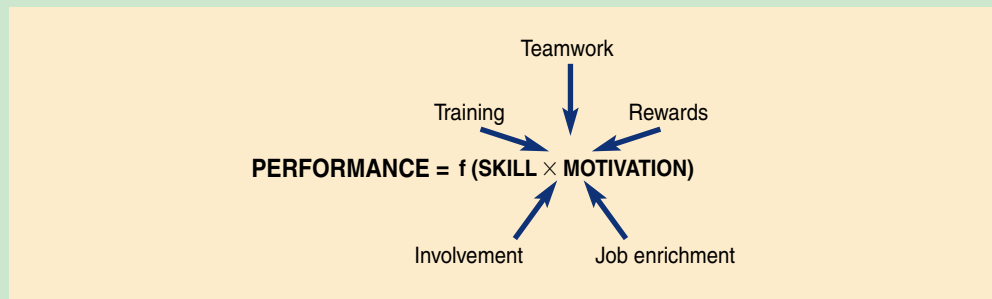 Teamwork
Training
Rewards
PERFORMANCE = f (SKILL × MOTIVATION)
Involvement
Job enrichment